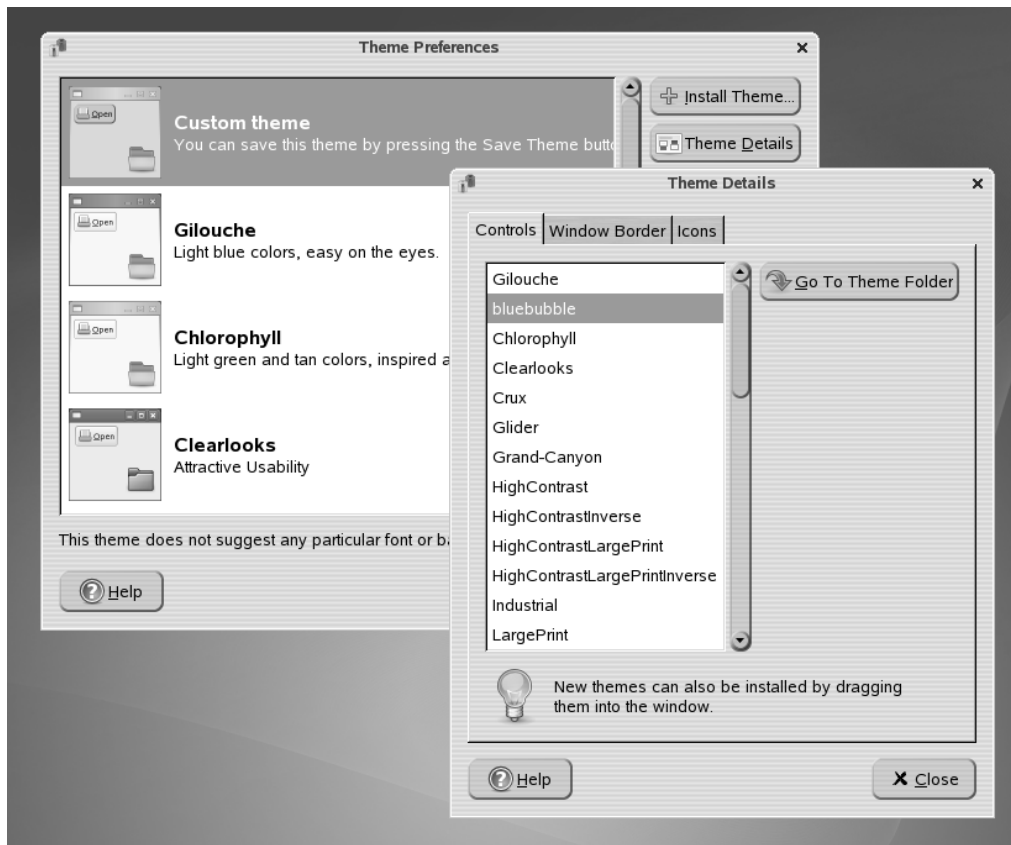 Theme Preferences
Open
Custom theme
You can save this theme by pressing the Save Theme butto
Install Theme...
Theme Details
Open
Gilouche
Light blue colors, easy on the eyes.
Open
Chlorophyll
Light green and tan colors, inspired a
Open
Clearlooks
Attractive Usability
This theme does not suggest any particular font or ba
Help
Theme Details
Controls Window Border Icons
Gilouche
bluebubble
Chlorophyll
Clearlooks
Crux
Glider
Grand-Canyon
HighContrast
HighContrastInverse
HighContrastLargePrint
HighContrastLargePrintInverse
Industrial
LargePrint
Go To Theme Folder
New themes can also be installed by dragging
them into the window.
Help
Close